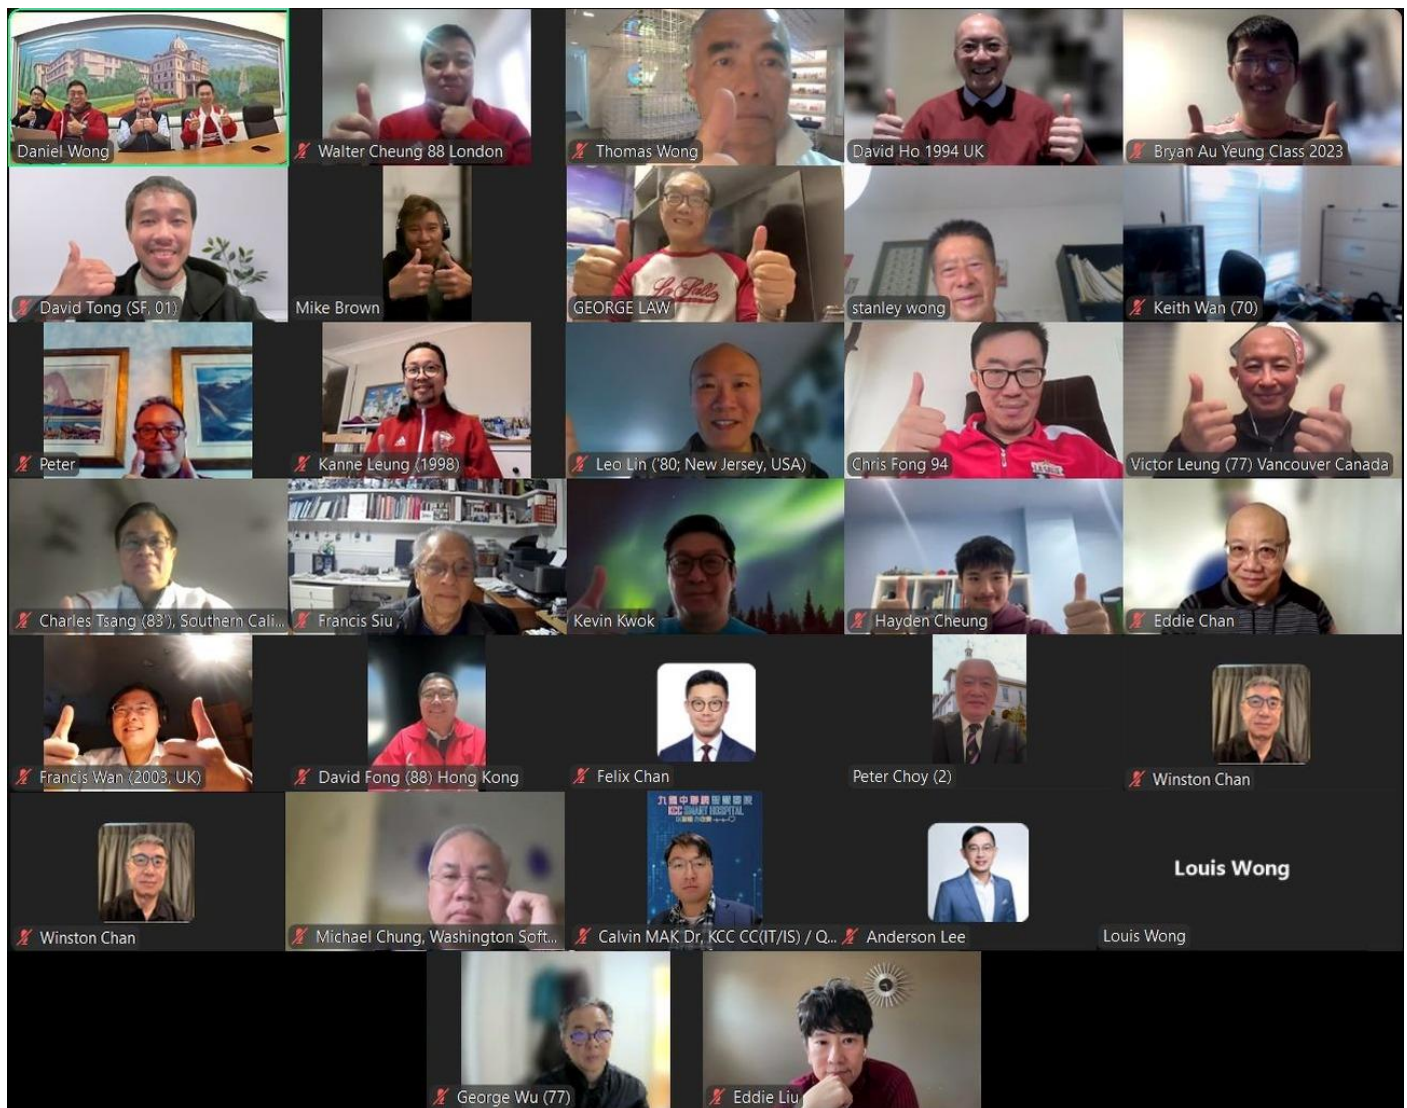 Daniel Wong
Walter Cheung 88 London
Thomas Wong
David Ho 1994 UK
Bryan Au Yeung Class 2023
David Tong (SF, 01)
Mike Brown
GEORGE LAW
stanley wong
Keith Wan (70)
Peter
Kanne Leung (1998)
Leo Lin ('80; New Jersey, USA)
Chris Fong 94
Victor Leung (77) Vancouver Canada
Charles Tsang (83'), Southern Cali...
Francis Siu
Kevin Kwok
Hayden Cheung
Eddie Chan
Francis Wan (2003, UK)
David Fong (88) Hong Kong
Felix Chan
Peter Choy (2)
Winston Chan
KCC SMART HOSPITAL
Louis Wong
Winston Chan
Michael Chung, Washington Soft...
Calvin MAK Dr, KCC CC(IT/IS) / Q...
Anderson Lee
Louis Wong
George Wu (77)
Eddie Liu